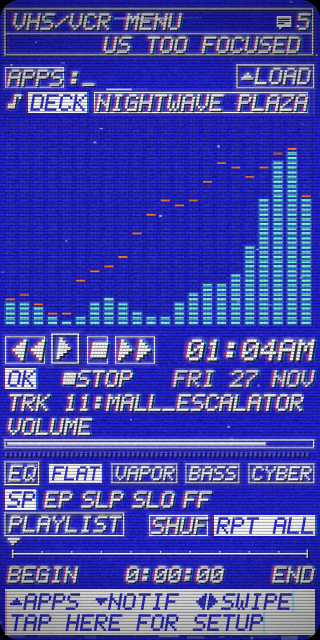 VHS/VCR MENU 5
US TOO FOCUSED
APPS:_ LOAD
DECK NIGHTWAVE PLAZA
01:04AM
OK STOP FRI 27 NOV
TRK 11:MALL_ESCALATOR
VOLUME
EQ FLAT VAPOR BASS CYBER
SP EP SLP SLO FF
PLAYLIST SHUF RPT ALL
BEGIN 0:00:00 END
APPS NOTIF SWIPE
TAP HERE FOR SETUP